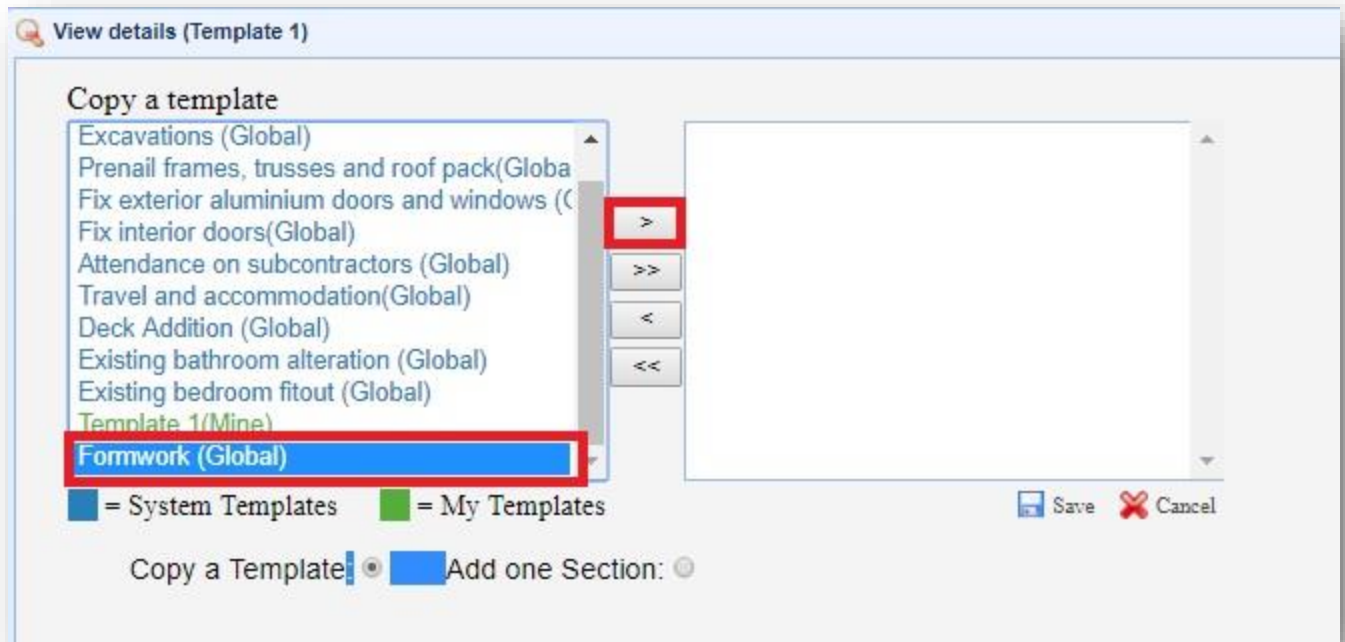 View details (Template 1)
Copy a template
Excavations (Global)
Prenail frames, trusses and roof pack(Globa
Fix exterior aluminium doors and windows (G
Fix interior doors(Global)
Attendance on subcontractors (Global)
Travel and accommodation(Global)
Deck Addition (Global)
Existing bathroom alteration (Global)
Existing bedroom fitout (Global)
Template 1(Mine)
Formwork (Global)
>
>>
<
<<
= System Templates = My Templates
Save Cancel
Copy a Template: Add one Section: